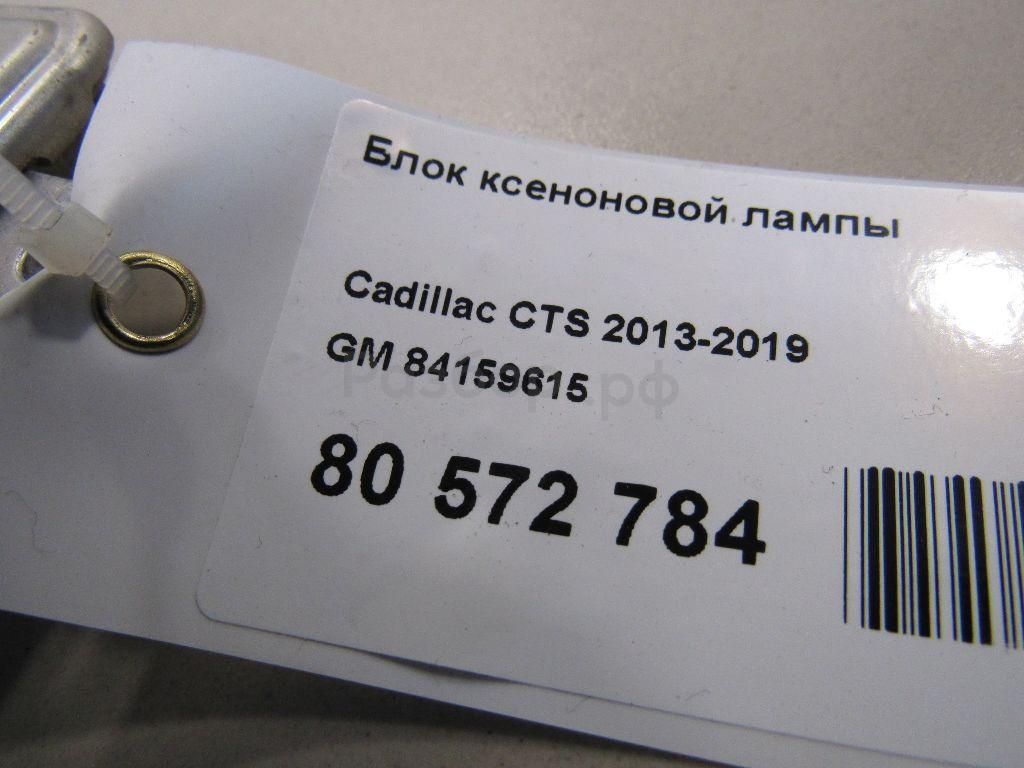 Блок ксеноновой лампы
Cadillac CTS 2013-2019
GM 84159615
80 572 784